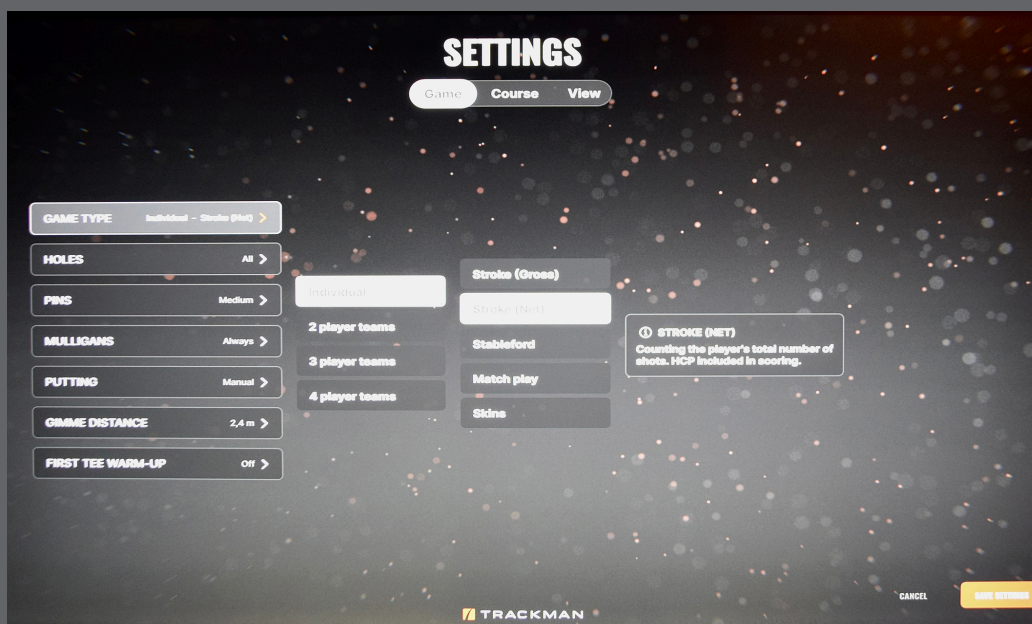 SETTINGS
Game Course View
GAME TYPE Individual - Stroke (Net)
HOLES All
PINS Medium
MULLIGANS Always
PUTTING Manual
GIMME DISTANCE 2,4 m
FIRST TEE WARM-UP Off
Individual
2 player teams
3 player teams
4 player teams
Stroke (Gross)
Stroke (Net)
Stableford
Match play
Skins
STROKE (NET)
Counting the player's total number of
shots. HCP included in scoring.
CANCEL
SAVE SETTINGS
TRACKMAN